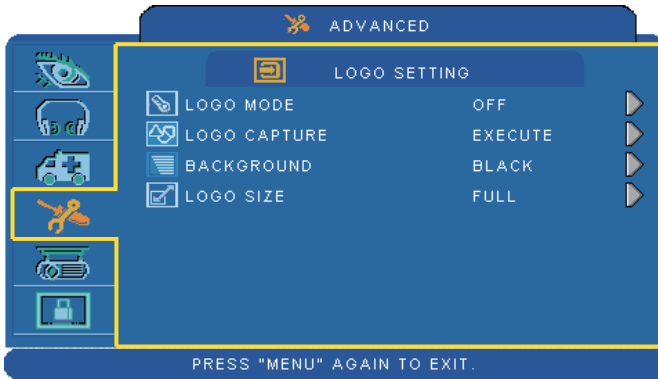 ADVANCED
LOGO SETTING
LOGO MODE OFF
LOGO CAPTURE EXECUTE
BACKGROUND BLACK
LOGO SIZE FULL
PRESS "MENU" AGAIN TO EXIT.